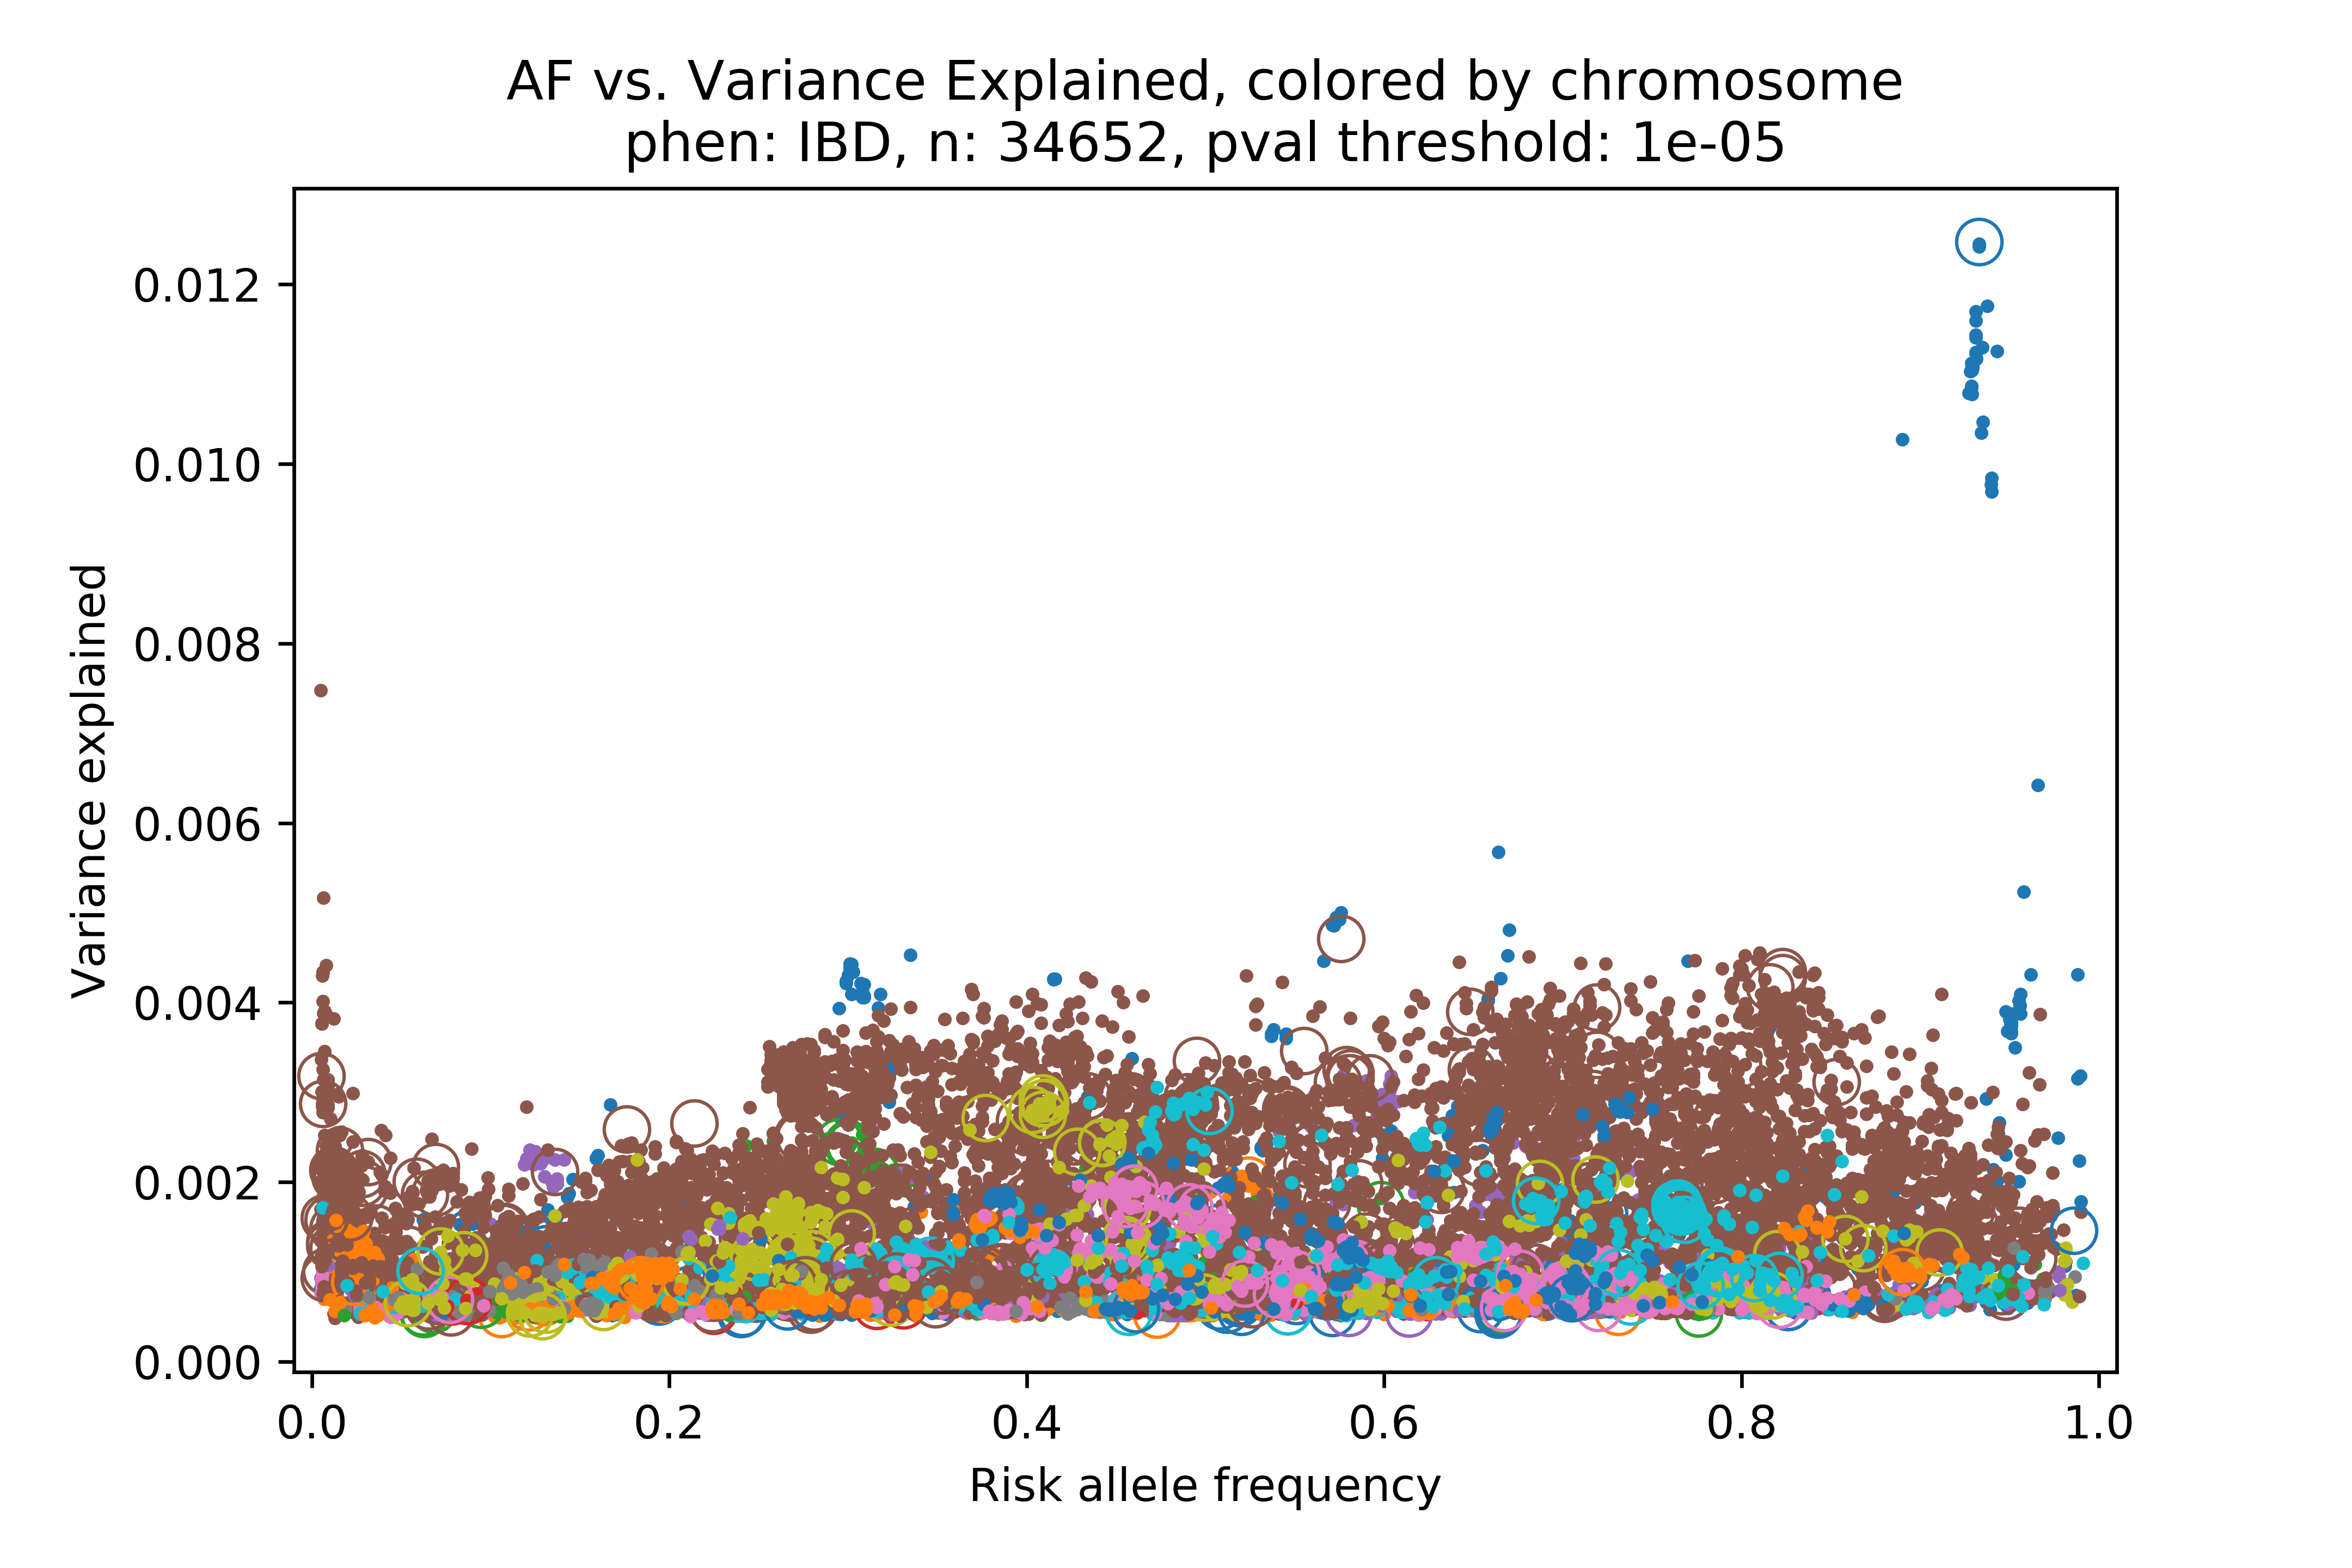 AF vs. Variance Explained, colored by chromosome
phen: IBD, n: 34652, pval threshold: 1e-05
0.012
0.010
0.008
0.006
0.004
0.002
0.000
Variance explained
0.0 0.2 0.4 0.6 0.8 1.0
Risk allele frequency